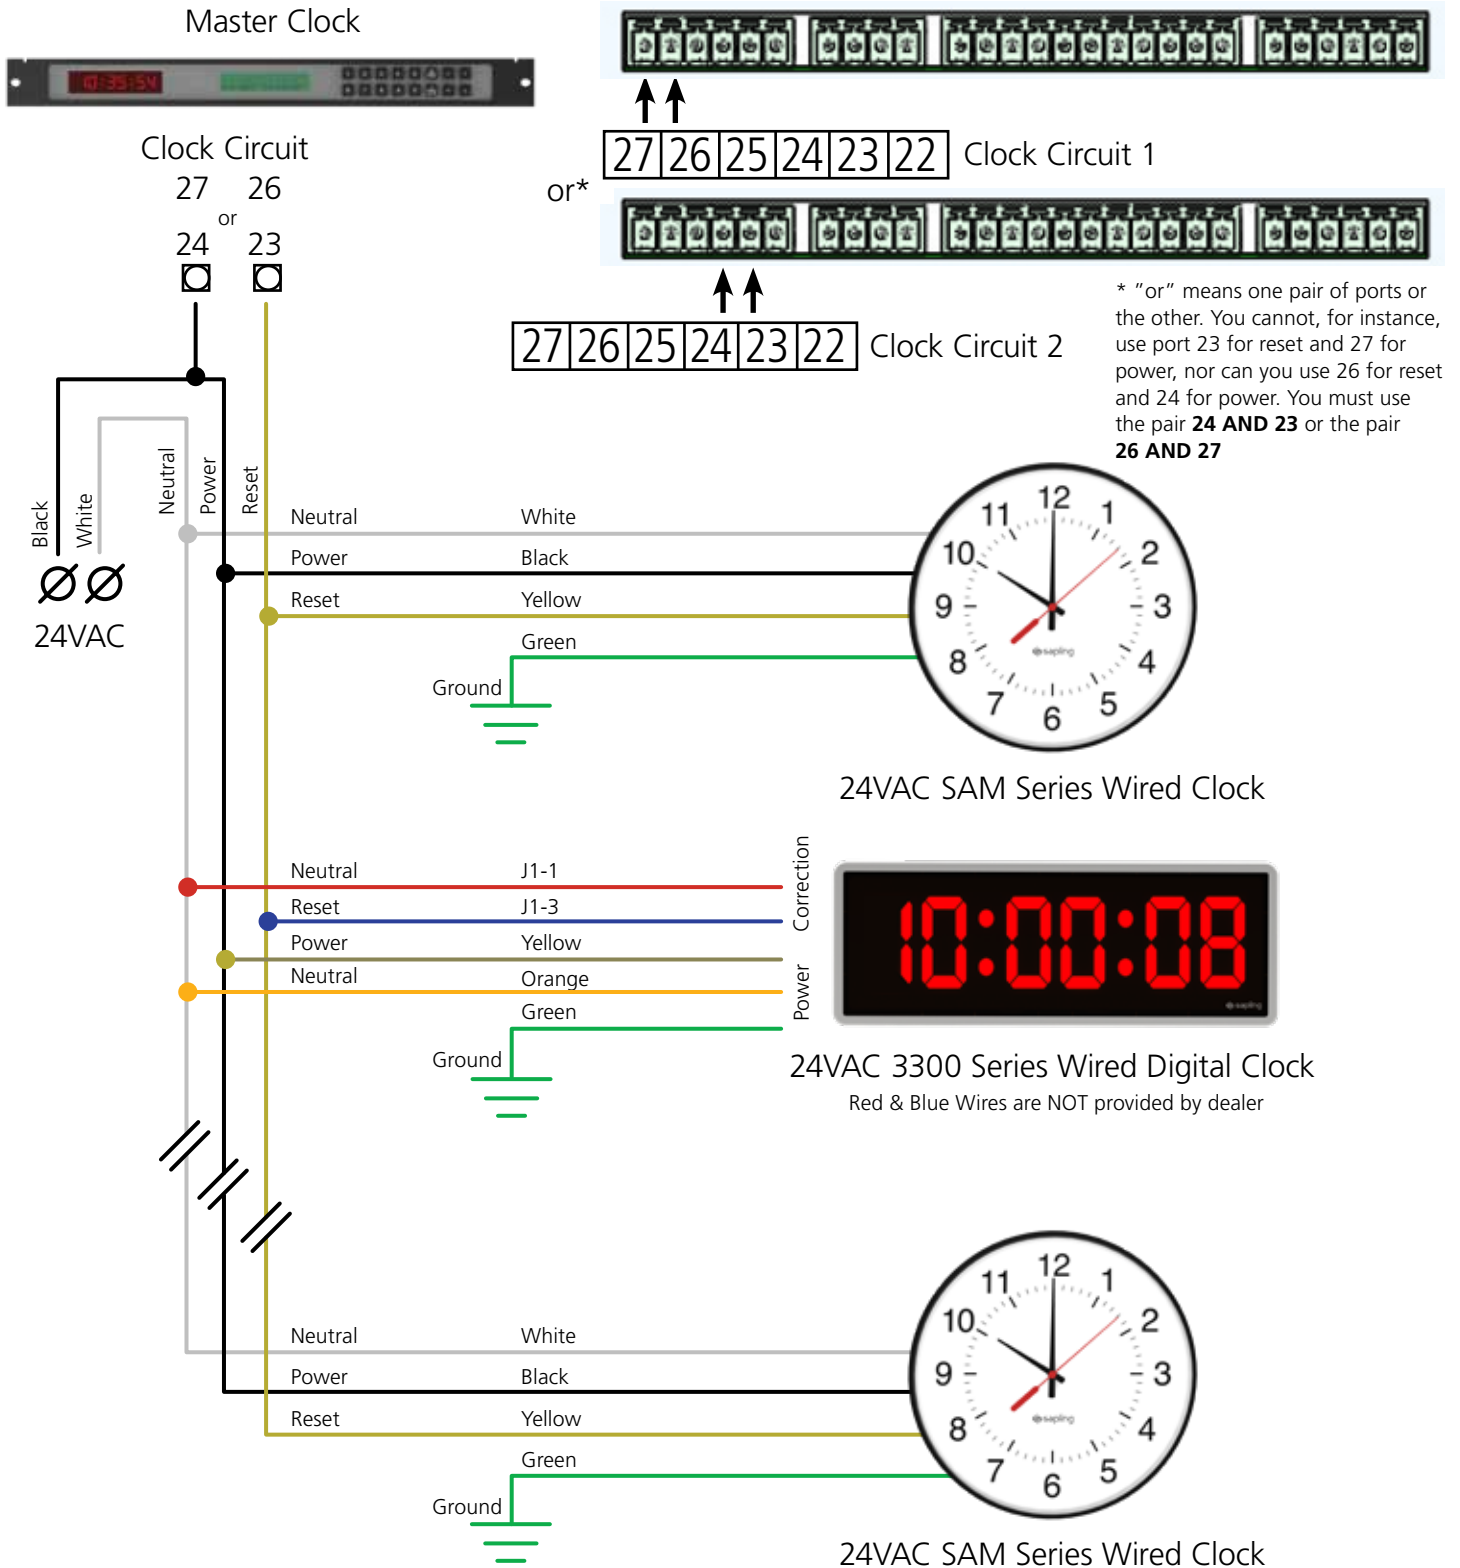 Master Clock
10:35:54
Clock Circuit
27 26
or
24 23
27 26 25 24 23 22 Clock Circuit 1
or*
27 26 25 24 23 22 Clock Circuit 2
* "or" means one pair of ports or
the other. You cannot, for instance,
use port 23 for reset and 27 for
power, nor can you use 26 for reset
and 24 for power. You must use
the pair 24 AND 23 or the pair
26 AND 27
Black
White
Neutral
Power
Reset
24VAC
Neutral White
Power Black
Reset Yellow
Green
Ground
12
1
2
3
4
5
6
7
8
9
10
11
sapling
24VAC SAM Series Wired Clock
Neutral J1-1
Reset J1-3
Power Yellow
Neutral Orange
Green
Ground
Correction
Power
10:00:08
sapling
24VAC 3300 Series Wired Digital Clock
Red & Blue Wires are NOT provided by dealer
Neutral White
Power Black
Reset Yellow
Green
Ground
12
1
2
3
4
5
6
7
8
9
10
11
sapling
24VAC SAM Series Wired Clock